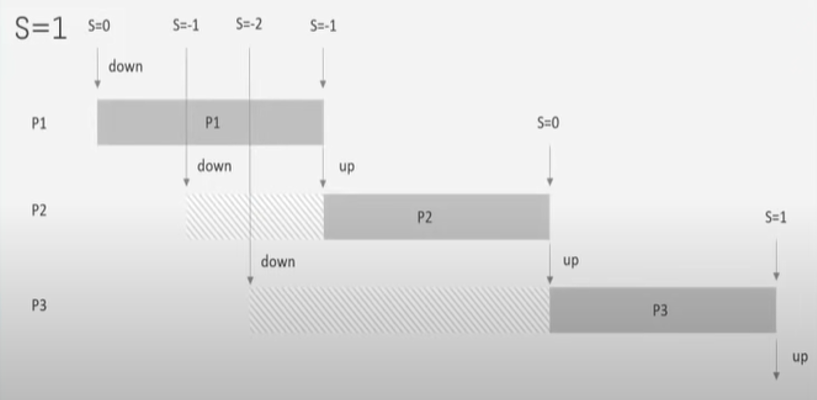 S=1
S=0
S=-1
S=-2
S=-1
down
P1
P1
S=0
down
up
P2
P2
S=1
down
up
P3
P3
up